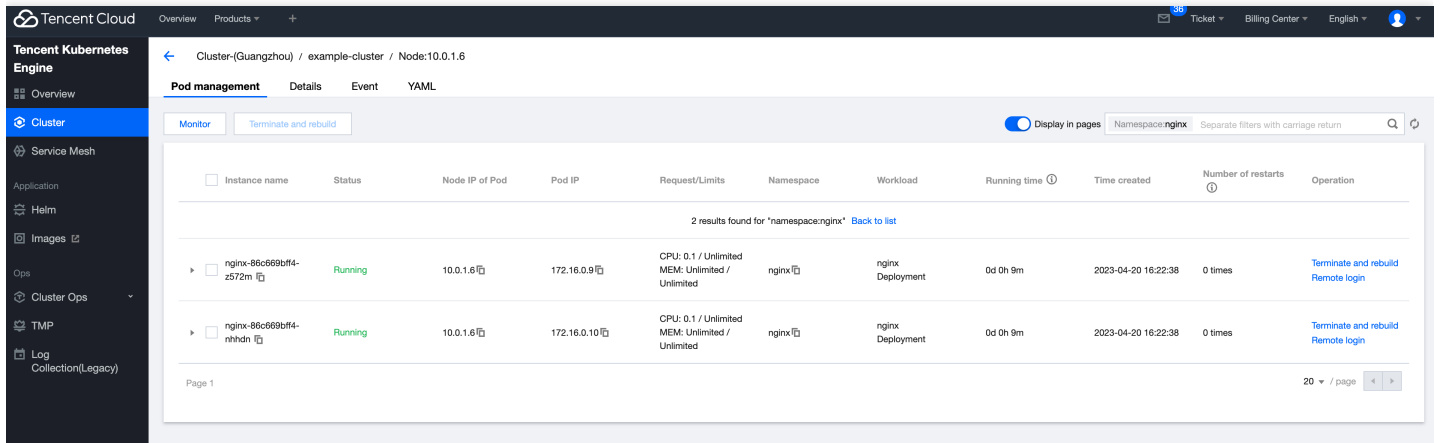 Tencent Cloud
Overview
Products
36
Ticket
Billing Center
English
Tencent Kubernetes
Engine
Overview
Cluster
Service Mesh
Application
Helm
Images
Ops
Cluster Ops
TMP
Log
Collection(Legacy)
Cluster-(Guangzhou) / example-cluster / Node:10.0.1.6
Pod management
Details
Event
YAML
Monitor
Terminate and rebuild
Display in pages
Namespace:nginx
Separate filters with carriage return
Instance name
Status
Node IP of Pod
Pod IP
Request/Limits
Namespace
Workload
Running time
Time created
Number of restarts
Operation
2 results found for "namespace:nginx" Back to list
nginx-86c669bff4-
z572m
Running
10.0.1.6
172.16.0.9
CPU: 0.1 / Unlimited
MEM: Unlimited /
Unlimited
nginx
nginx
Deployment
0d 0h 9m
2023-04-20 16:22:38
0 times
Terminate and rebuild
Remote login
nginx-86c669bff4-
nhhdn
Running
10.0.1.6
172.16.0.10
CPU: 0.1 / Unlimited
MEM: Unlimited /
Unlimited
nginx
nginx
Deployment
0d 0h 9m
2023-04-20 16:22:38
0 times
Terminate and rebuild
Remote login
Page 1
20 / page